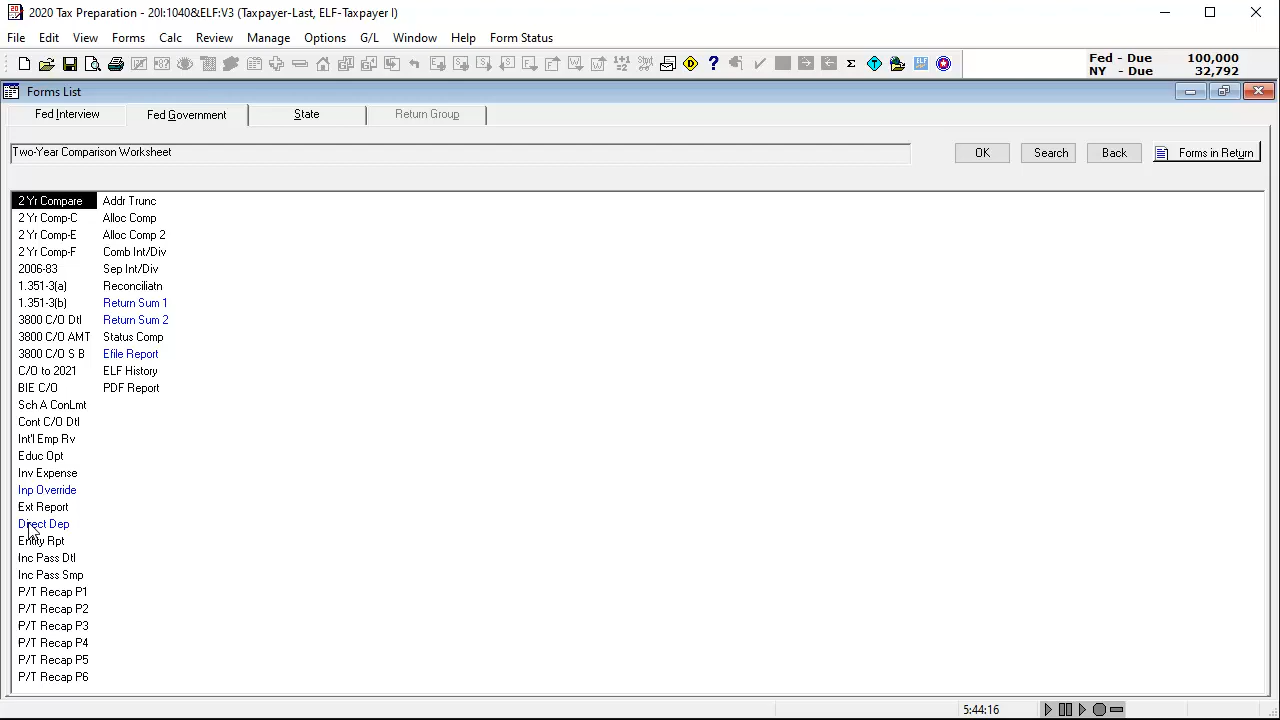 2020 Tax Preparation - 20I:1040&ELF:V3 (Taxpayer-Last, ELF-Taxpayer I)
File Edit View Forms Calc Review Manage Options G/L Window Help Form Status
Fed - Due 100,000
NY - Due 32,792
Forms List
Fed Interview Fed Government State Return Group
Two-Year Comparison Worksheet OK Search Back Forms in Return
2 Yr Compare Addr Trunc
2 Yr Comp-C Alloc Comp
2 Yr Comp-E Alloc Comp 2
2 Yr Comp-F Comb Int/Div
2006-83 Sep Int/Div
1.351-3(a) Reconciliatn
1.351-3(b) Return Sum 1
3800 C/O Dtl Return Sum 2
3800 C/O AMT Status Comp
3800 C/O S B Efile Report
C/O to 2021 ELF History
BIE C/O PDF Report
Sch A ConLmt
Cont C/O Dtl
Int'l Emp Rv
Educ Opt
Inv Expense
Inp Override
Ext Report
Direct Dep
Entity Rpt
Inc Pass Dtl
Inc Pass Smp
P/T Recap P1
P/T Recap P2
P/T Recap P3
P/T Recap P4
P/T Recap P5
P/T Recap P6
5:44:16